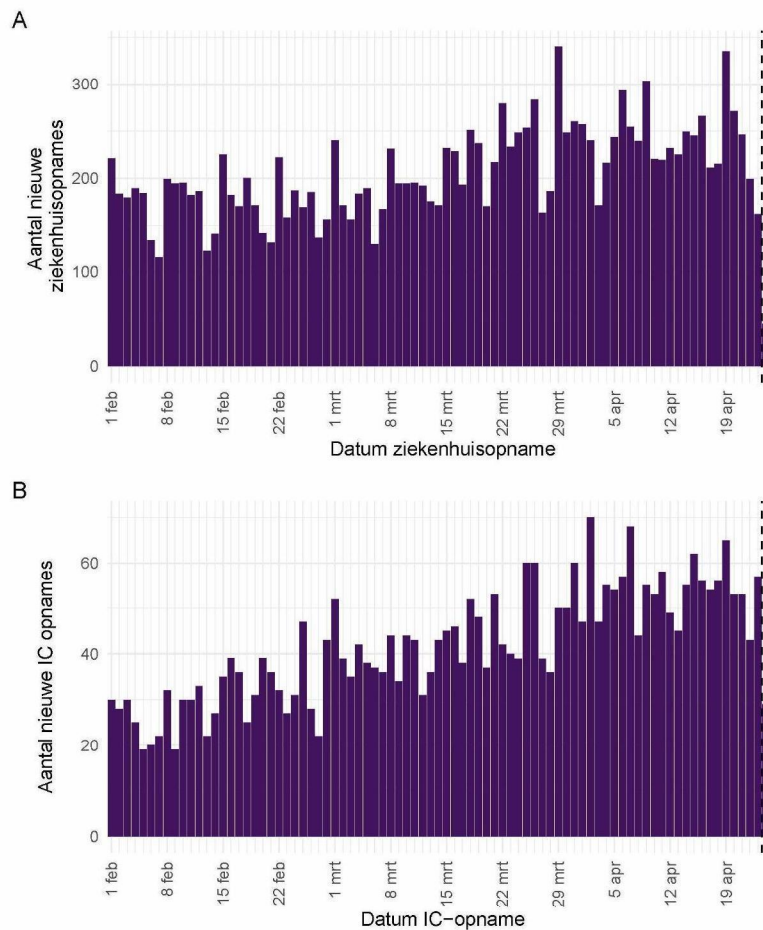 A
Aantal nieuwe
ziekenhuisopnames
300
200
100
0
1 feb
8 feb
15 feb
22 feb
1 mrt
8 mrt
15 mrt
22 mrt
29 mrt
5 apr
12 apr
19 apr
Datum ziekenhuisopname
B
Aantal nieuwe IC opnames
60
40
20
0
1 feb
8 feb
15 feb
22 feb
1 mrt
8 mrt
15 mrt
22 mrt
29 mrt
5 apr
12 apr
19 apr
Datum IC−opname